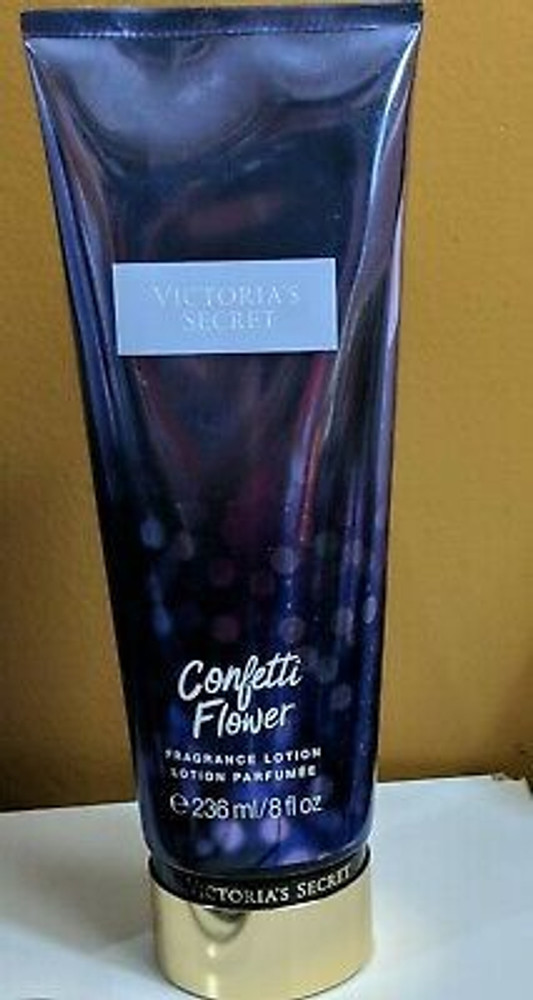 VICTORIA'S
SECRET
Confetti
Flower
FRAGRANCE LOTION
LOTION PARFUMÉE
℮236 ml/8 fl oz
VICTORIA'S SECRET